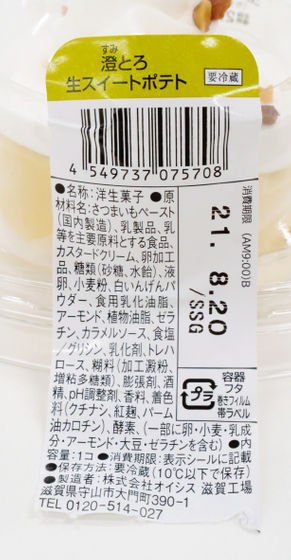 すみ
澄とろ
生スイートポテト
要冷蔵
4 549737 075708
●名称:洋生菓子 ●原
材料名:さつまいもペースト
(国内製造)、乳製品、乳
等を主要原料とする食品、
カスタードクリーム、卵加工
品、糖類(砂糖、水飴)、液
卵、小麦粉、白いんげんパ
ウダー、食用乳化油脂、
アーモンド、植物油脂、ゼラ
チン、カラメルソース、食塩
/グリシン、乳化剤、トレハ
ロース、糊料(加工澱粉、
増粘多糖類)、膨張剤、酒
精、pH調整剤、香料、着色
料(クチナシ、紅麹、パーム
油カロチン)、酵素、(一部に卵・小麦・乳成
分・アーモンド・大豆・ゼラチンを含む) ●内
容量:1コ ●消費期限:表示シールに記載
●保存方法:要冷蔵(10℃以下で保存)
●製造者:株式会社オイシス 滋賀工場
滋賀県守山市大門町390-1
TEL 0120-514-027
消費期限 (AM9:00)B
21.8.20
/SSG
プラ
容器
フタ
巻きフィルム
帯ラベル